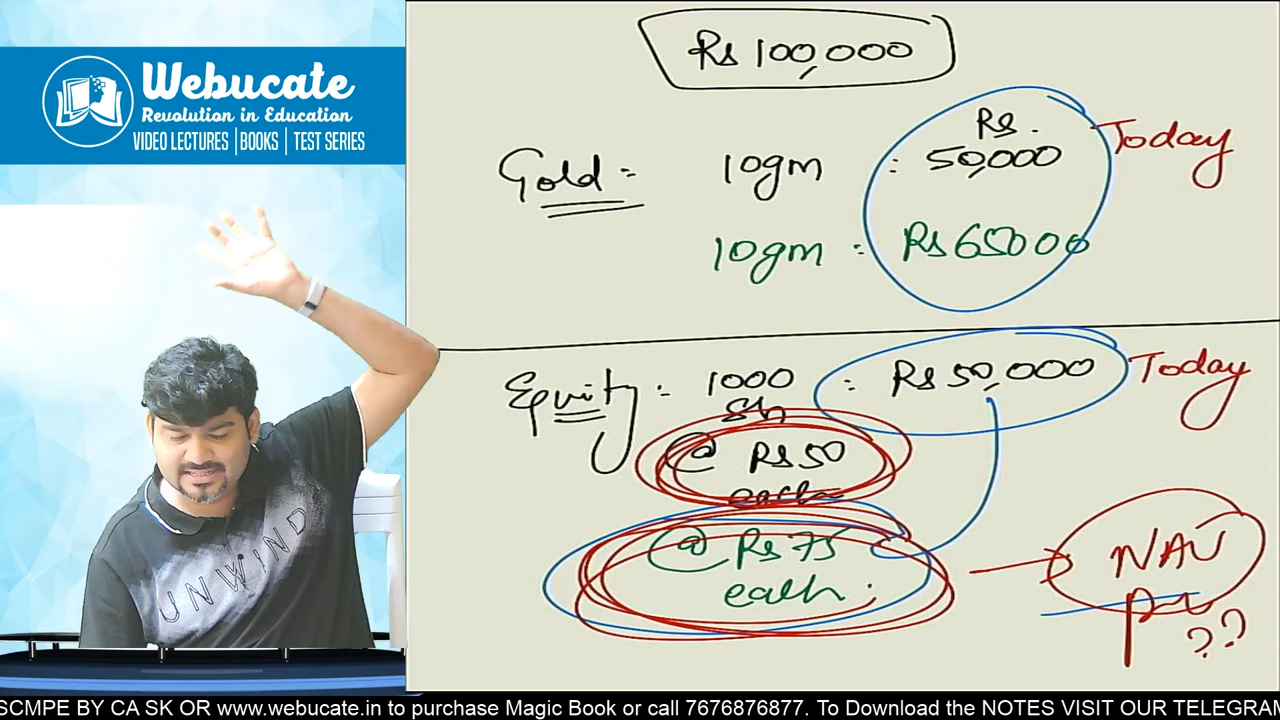 Webucate
Revolution in Education
VIDEO LECTURES | BOOKS | TEST SERIES
Rs 100,000
Rs.
Gold = 10gm : 50,000 Today
10gm = Rs 65000
Equity = 1000 : Rs 50,000 Today
Sh
@ Rs 50
each
@ Rs 75
each
NAV
??
UNWIND
SCMPE BY CA SK OR www.webucate.in to purchase Magic Book or call 7676876877. To Download the NOTES VISIT OUR TELEGRAM